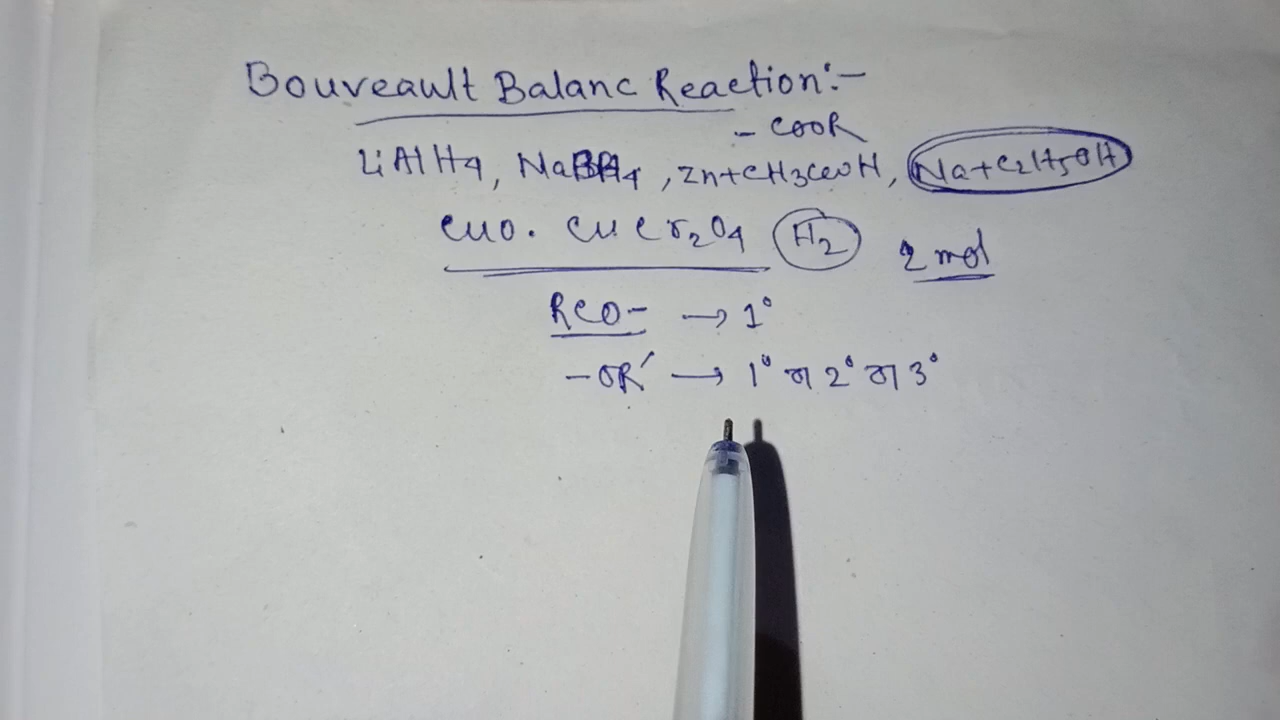 Bouveault Balanc Reaction:-
- COOR
LiAlH4, NaBH4, Zn+CH3COOH, Na+C2H5OH
CuO. CuCr2O4 H2 2 mol
RCO- → 1°
-OR' → 1° বা 2° বা 3°